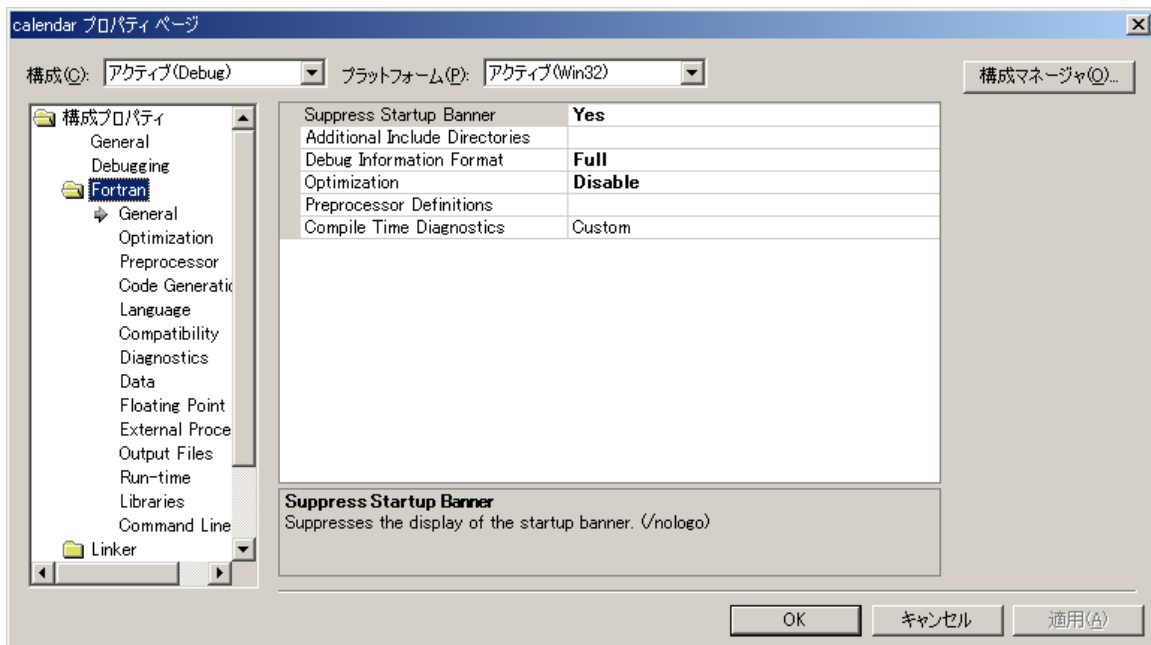 calendar プロパティ ページ
構成(C): アクティブ(Debug) プラットフォーム(P): アクティブ(Win32) 構成マネージャ(O)...
構成プロパティ
General
Debugging
Fortran
General
Optimization
Preprocessor
Code Generatic
Language
Compatibility
Diagnostics
Data
Floating Point
External Proce
Output Files
Run-time
Libraries
Command Line
Linker
Suppress Startup Banner Yes
Additional Include Directories
Debug Information Format Full
Optimization Disable
Preprocessor Definitions
Compile Time Diagnostics Custom
Suppress Startup Banner
Suppresses the display of the startup banner. (/nologo)
OK キャンセル 適用(A)